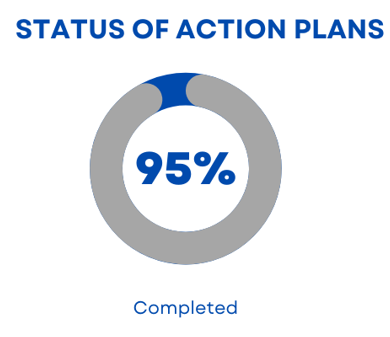 STATUS OF ACTION PLANS
95%
Completed